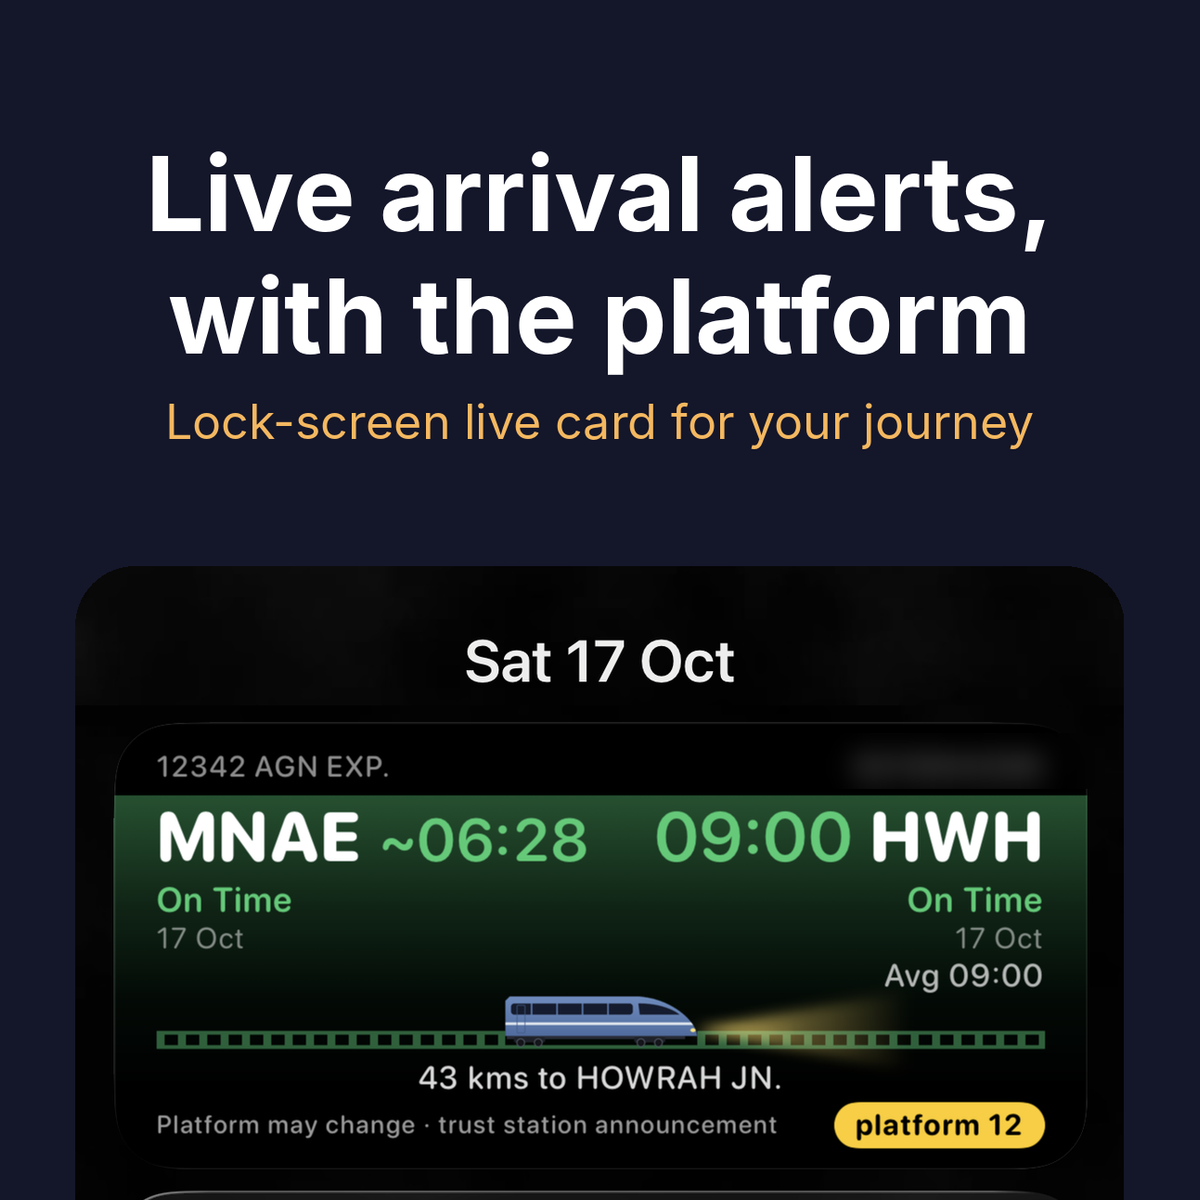 Live arrival alerts,
with the platform
Lock-screen live card for your journey
Sat 17 Oct
12342 AGN EXP.
MNAE ~06:28 09:00 HWH
On Time On Time
17 Oct 17 Oct
Avg 09:00
43 kms to HOWRAH JN.
Platform may change · trust station announcement platform 12